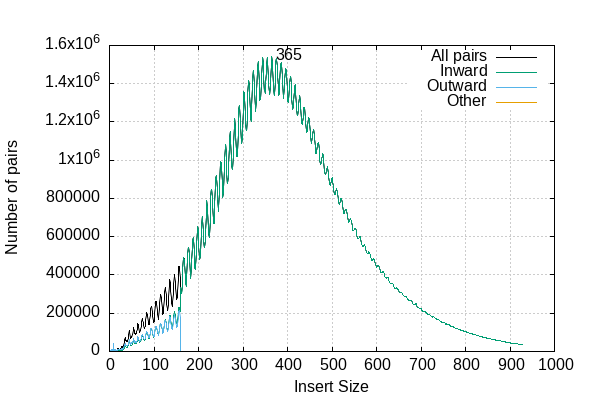 1.6x10^6
1.4x10^6
1.2x10^6
1x10^6
800000
600000
400000
200000
0
Number of pairs
365
All pairs
Inward
Outward
Other
0 100 200 300 400 500 600 700 800 900 1000
Insert Size